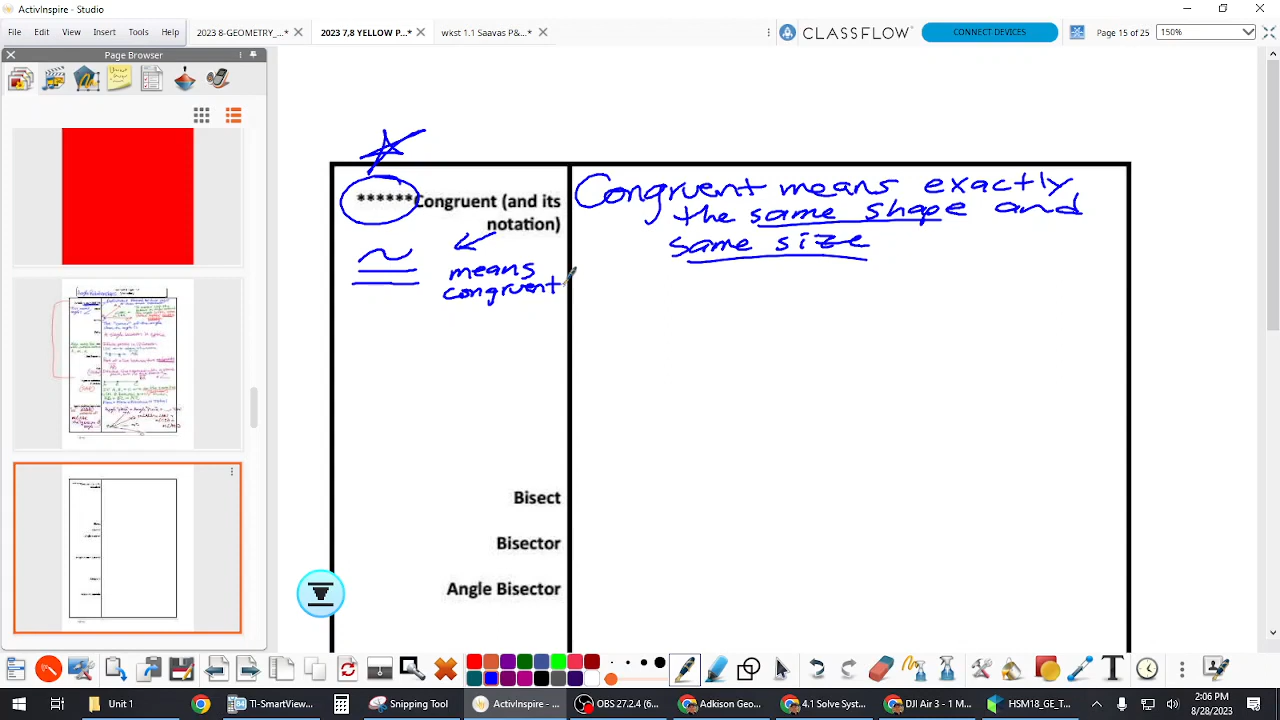 ActivInspire - Studio
File Edit View Insert Tools Help
2023 8-GEOMETRY_...*
2023 7,8 YELLOW P...*
wkst 1.1 Saavas P&...*
CLASSFLOW
CONNECT DEVICES
Page 15 of 25
150%
Page Browser
******Congruent (and its
notation)
≅
means
congruent
Congruent means exactly
the same shape and
same size
Bisect
Bisector
Angle Bisector
Unit 1
TI-SmartView...
Snipping Tool
ActivInspire - Stu...
OBS 27.2.4 (6...
Adkison Geo...
4.1 Solve Syst...
DJI Air 3 - 1 M...
HSM18_GE_T...
2:06 PM
8/28/2023